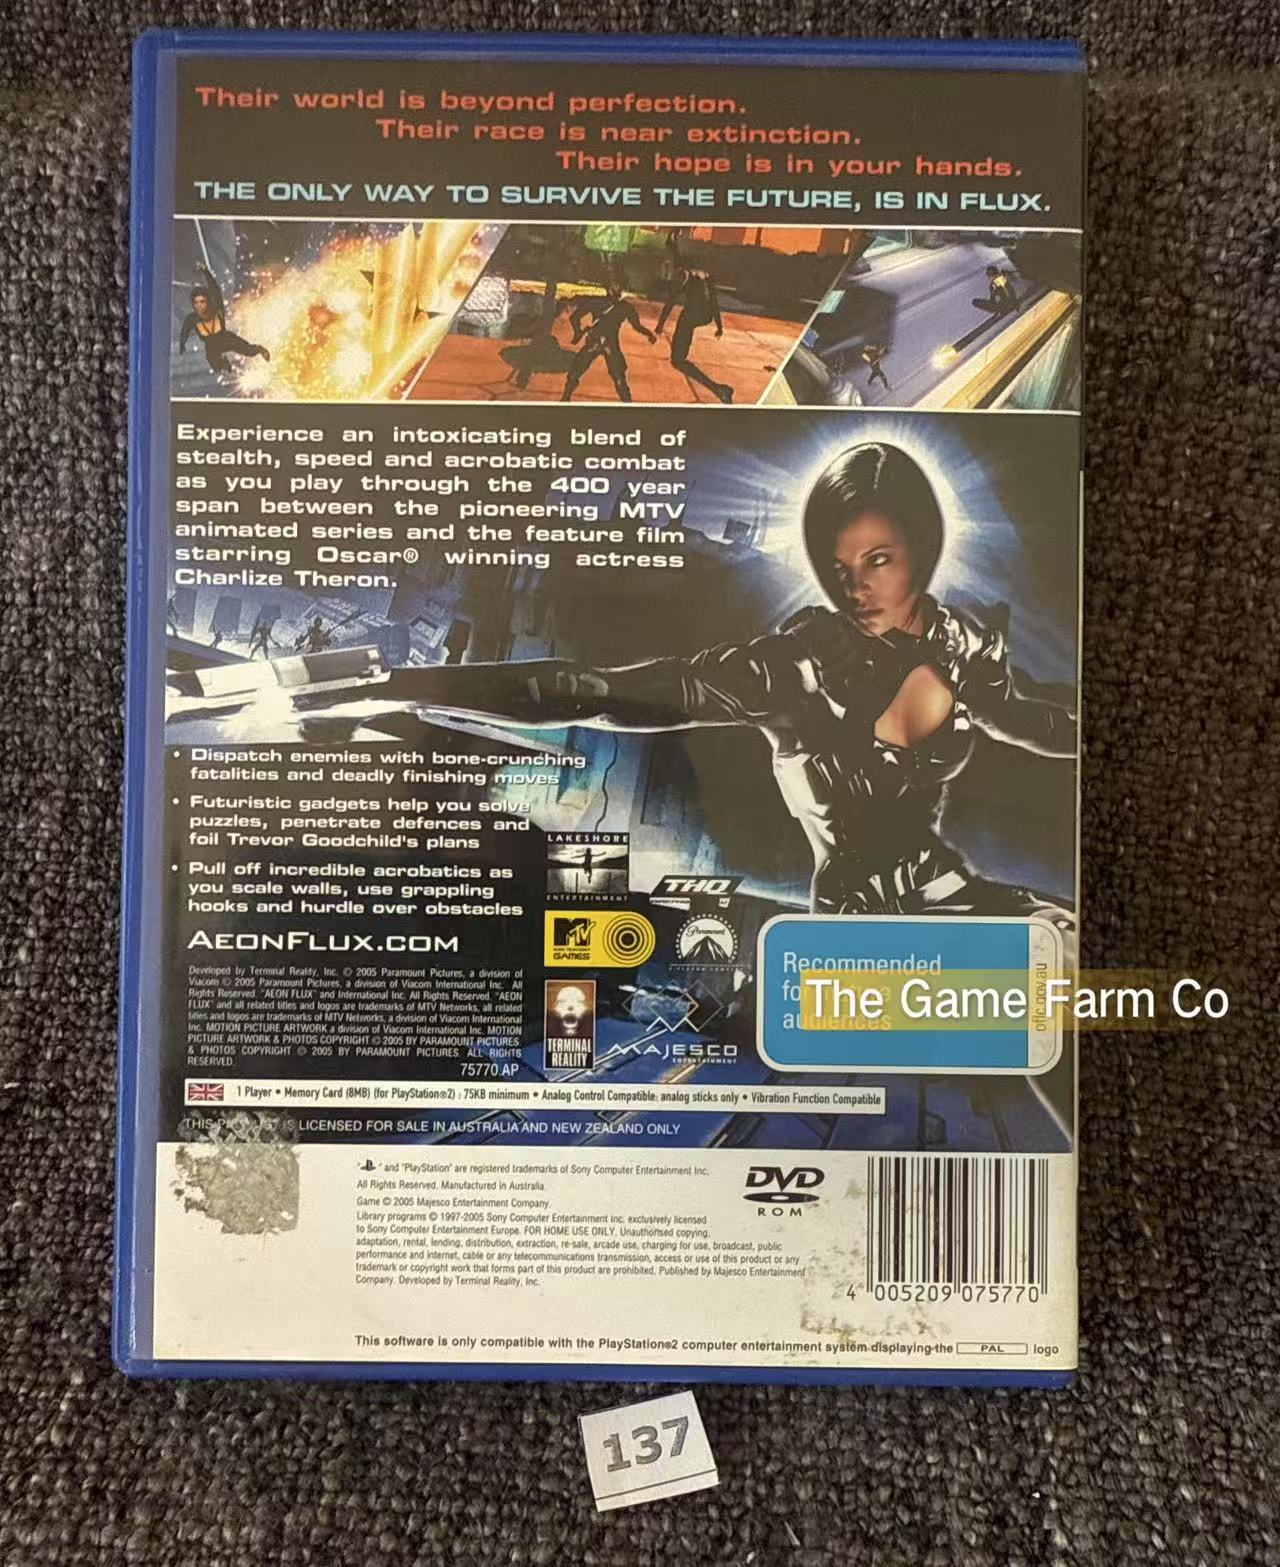 Their world is beyond perfection.
Their race is near extinction.
Their hope is in your hands.
THE ONLY WAY TO SURVIVE THE FUTURE, IS IN FLUX.
Experience an intoxicating blend of
stealth, speed and acrobatic combat
as you play through the 400 year
span between the pioneering MTV
animated series and the feature film
starring Oscar® winning actress
Charlize Theron.
• Dispatch enemies with bone-crunching
fatalities and deadly finishing moves
• Futuristic gadgets help you solve
puzzles, penetrate defences and
foil Trevor Goodchild's plans
• Pull off incredible acrobatics as
you scale walls, use grappling
hooks and hurdle over obstacles
AEONFLUX.COM
LAKESHORE
ENTERTAINMENT
THQ
MTV
GAMES
Paramount
TERMINAL
REALITY
MAJESCO
ENTERTAINMENT
Recommended
for
audiences
oflc.gov.au
The Game Farm Co
Developed by Terminal Reality, Inc. © 2005 Paramount Pictures, a division of
Viacom © 2005 Paramount Pictures, a division of Viacom International Inc. All
Rights Reserved. "AEON FLUX" and International Inc. All Rights Reserved. "AEON
FLUX" and all related titles and logos are trademarks of MTV Networks, all related
titles and logos are trademarks of MTV Networks, a division of Viacom International
Inc. MOTION PICTURE ARTWORK a division of Viacom International Inc. MOTION
PICTURE ARTWORK & PHOTOS COPYRIGHT © 2005 BY PARAMOUNT PICTURES.
& PHOTOS COPYRIGHT © 2005 BY PARAMOUNT PICTURES. ALL RIGHTS
RESERVED.
75770.AP
1 Player • Memory Card (8MB) (for PlayStation®2) : 75KB minimum • Analog Control Compatible: analog sticks only • Vibration Function Compatible
THIS IS LICENSED FOR SALE IN AUSTRALIA AND NEW ZEALAND ONLY
" " and "PlayStation" are registered trademarks of Sony Computer Entertainment Inc.
All Rights Reserved. Manufactured in Australia.
Game © 2005 Majesco Entertainment Company.
Library programs © 1997-2005 Sony Computer Entertainment Inc. exclusively licensed
to Sony Computer Entertainment Europe. FOR HOME USE ONLY. Unauthorised copying,
adaptation, rental, lending, distribution, extraction, re-sale, arcade use, charging for use, broadcast, public
performance and internet, cable or any telecommunications transmission, access or use of this product or any
trademark or copyright work that forms part of this product are prohibited. Published by Majesco Entertainment
Company. Developed by Terminal Reality, Inc.
DVD
ROM
4 005209 075770
This software is only compatible with the PlayStation®2 computer entertainment system displaying the PAL logo
137